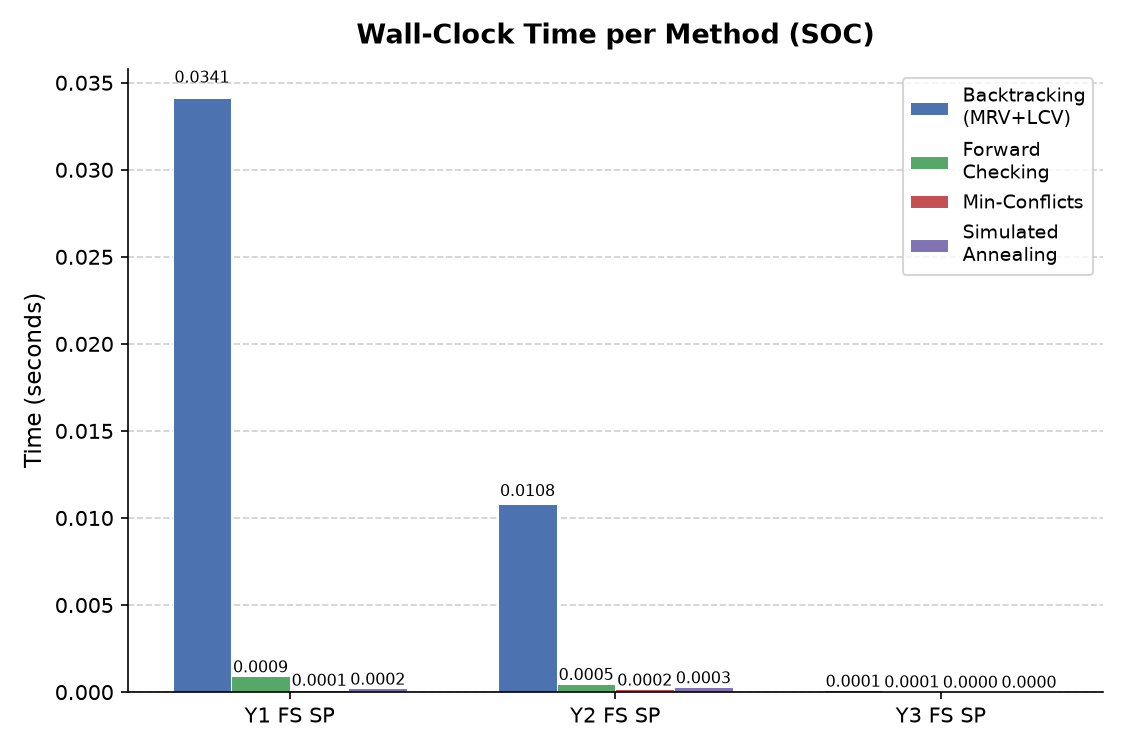 Wall-Clock Time per Method (SOC)
Time (seconds)
0.035
0.030
0.025
0.020
0.015
0.010
0.005
0.000
0.0341
0.0009
0.0001
0.0002
0.0108
0.0005
0.0002
0.0003
0.0001
0.0001
0.0000
0.0000
Y1 FS SP
Y2 FS SP
Y3 FS SP
Backtracking
(MRV+LCV)
Forward
Checking
Min-Conflicts
Simulated
Annealing